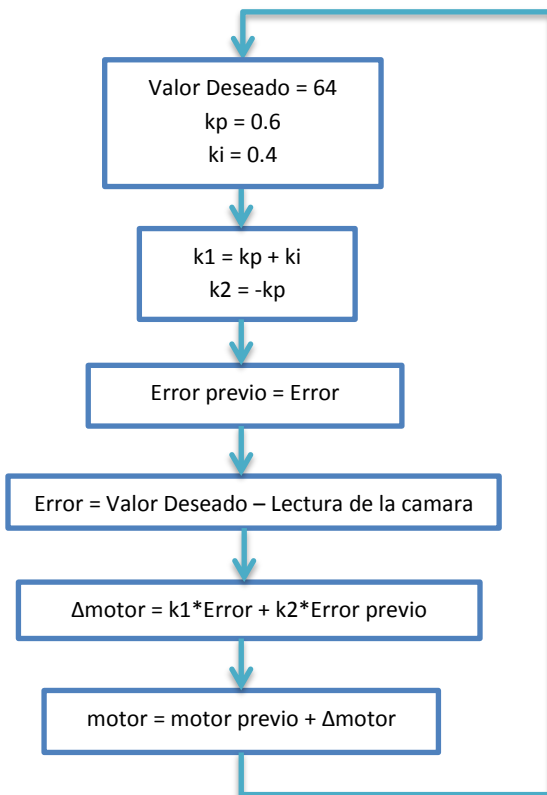 Valor Deseado = 64
kp = 0.6
ki = 0.4
k1 = kp + ki
k2 = -kp
Error previo = Error
Error = Valor Deseado – Lectura de la camara
Δmotor = k1*Error + k2*Error previo
motor = motor previo + Δmotor